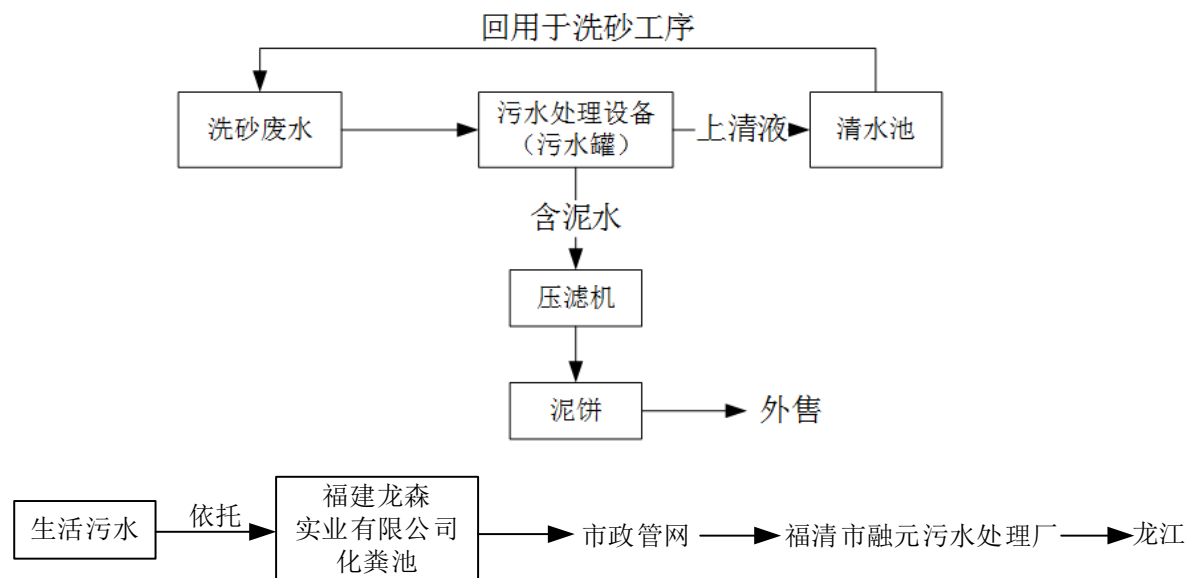 回用于洗砂工序
洗砂废水
污水处理设备
（污水罐）
上清液
清水池
含泥水
压滤机
泥饼
外售
生活污水
依托
福建龙森
实业有限公司
化粪池
市政管网
福清市融元污水处理厂
龙江